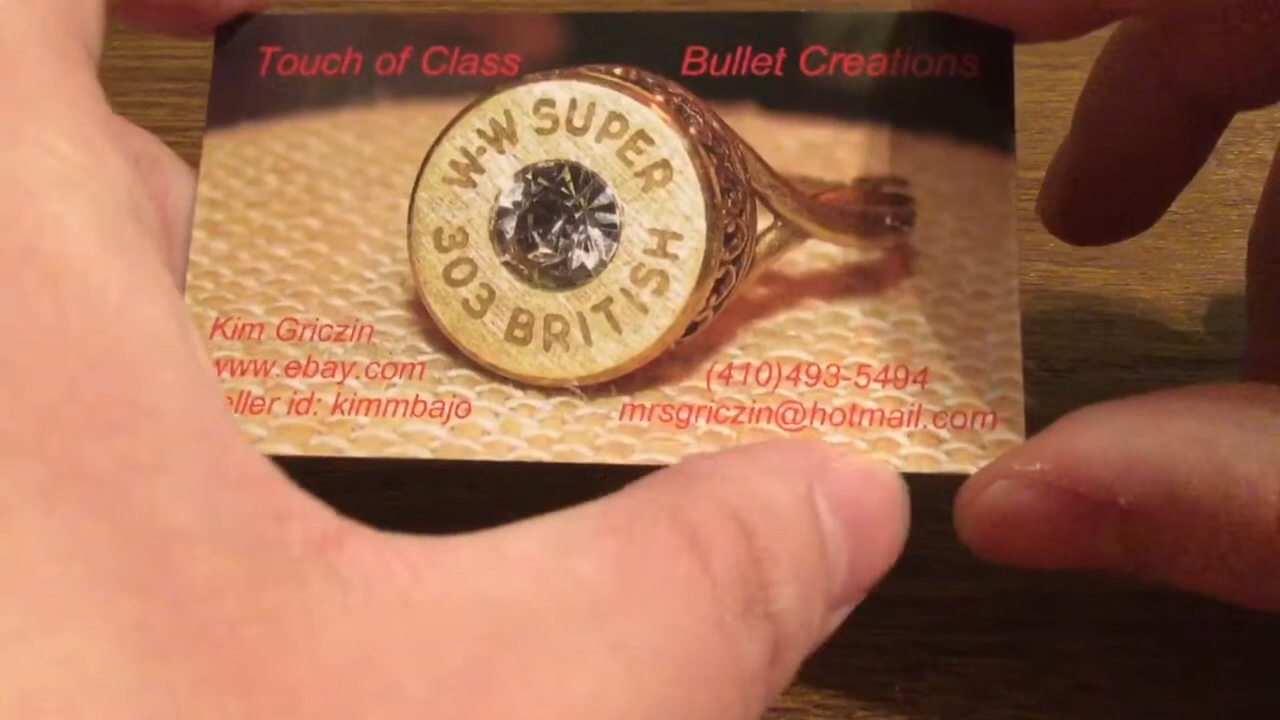 Touch of Class
Bullet Creations
W-W SUPER
303 BRITISH
Kim Griczin
www.ebay.com
eller id: kimmbajo
(410)493-5494
mrsgriczin@hotmail.com